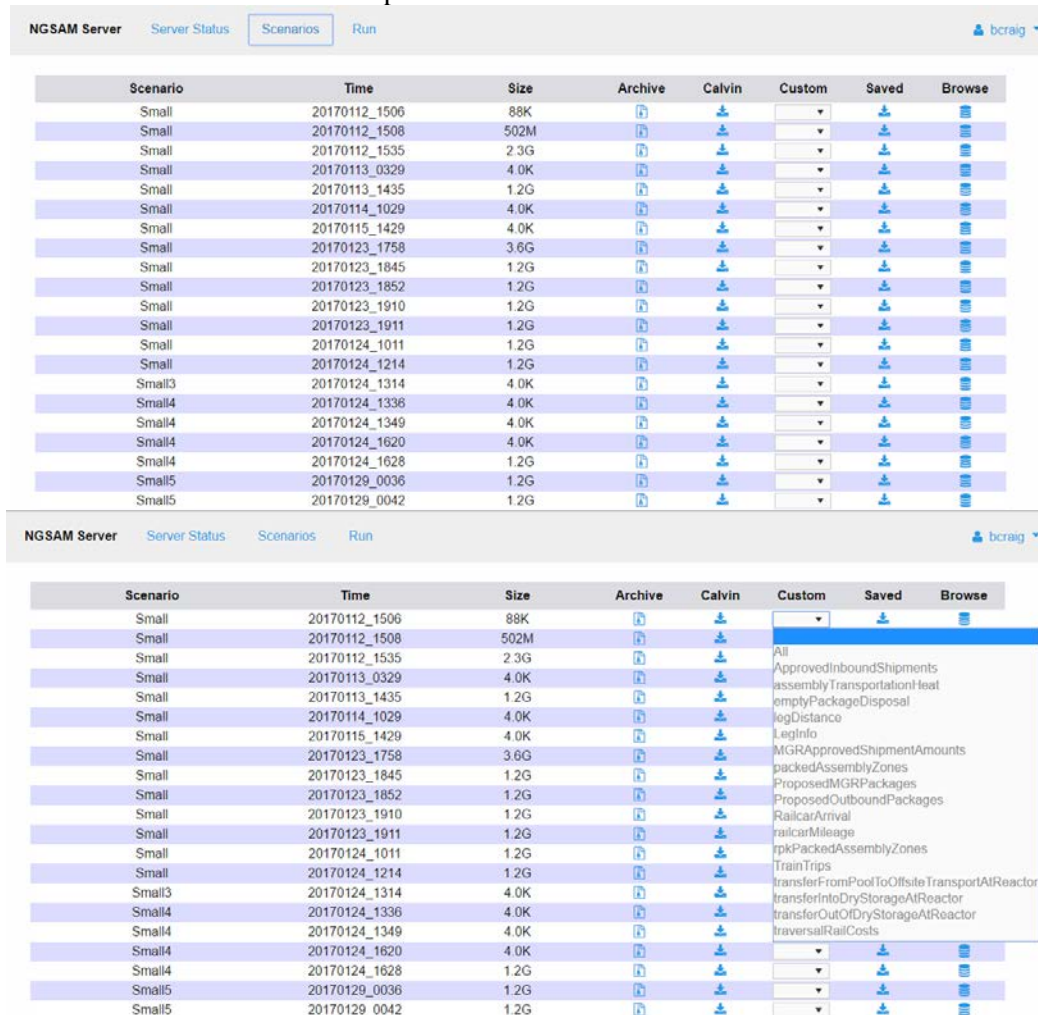 NGSAM Server Server Status Scenarios Run bcraig
Scenario Time Size Archive Calvin Custom Saved Browse
Small 20170112_1506 88K
Small 20170112_1508 502M
Small 20170112_1535 2.3G
Small 20170113_0329 4.0K
Small 20170113_1435 1.2G
Small 20170114_1029 4.0K
Small 20170115_1429 4.0K
Small 20170123_1758 3.6G
Small 20170123_1845 1.2G
Small 20170123_1852 1.2G
Small 20170123_1910 1.2G
Small 20170123_1911 1.2G
Small 20170124_1011 1.2G
Small 20170124_1214 1.2G
Small3 20170124_1314 4.0K
Small4 20170124_1336 4.0K
Small4 20170124_1349 4.0K
Small4 20170124_1620 4.0K
Small4 20170124_1628 1.2G
Small5 20170129_0036 1.2G
Small5 20170129_0042 1.2G
NGSAM Server Server Status Scenarios Run bcraig
Scenario Time Size Archive Calvin Custom Saved Browse
Small 20170112_1506 88K
Small 20170112_1508 502M
Small 20170112_1535 2.3G
Small 20170113_0329 4.0K
Small 20170113_1435 1.2G
Small 20170114_1029 4.0K
Small 20170115_1429 4.0K
Small 20170123_1758 3.6G
Small 20170123_1845 1.2G
Small 20170123_1852 1.2G
Small 20170123_1910 1.2G
Small 20170123_1911 1.2G
Small 20170124_1011 1.2G
Small 20170124_1214 1.2G
Small3 20170124_1314 4.0K
Small4 20170124_1336 4.0K
Small4 20170124_1349 4.0K
Small4 20170124_1620 4.0K
Small4 20170124_1628 1.2G
Small5 20170129_0036 1.2G
Small5 20170129_0042 1.2G
All
ApprovedInboundShipments
assemblyTransportationHeat
emptyPackageDisposal
legDistance
LegInfo
MGRApprovedShipmentAmounts
packedAssemblyZones
ProposedMGRPackages
ProposedOutboundPackages
RailcarArrival
railcarMileage
rpkPackedAssemblyZones
TrainTrips
transferFromPoolToOffsiteTransportAtReactor
transferIntoDryStorageAtReactor
transferOutOfDryStorageAtReactor
traversalRailCosts